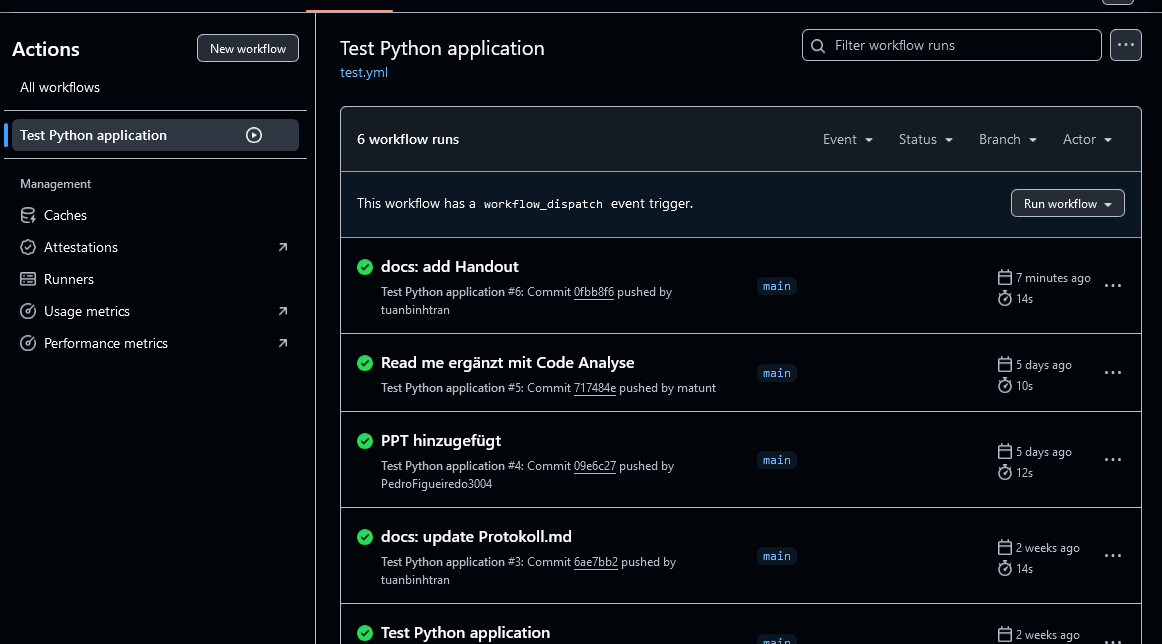 Actions
New workflow
All workflows
Test Python application
Management
Caches
Attestations
Runners
Usage metrics
Performance metrics
Test Python application
test.yml
Filter workflow runs
6 workflow runs
Event
Status
Branch
Actor
This workflow has a workflow_dispatch event trigger.
Run workflow
docs: add Handout
Test Python application #6: Commit 0fbb8f6 pushed by
tuanbinhtran
main
7 minutes ago
14s
Read me ergänzt mit Code Analyse
Test Python application #5: Commit 717484e pushed by matunt
main
5 days ago
10s
PPT hinzugefügt
Test Python application #4: Commit 09e6c27 pushed by
PedroFigueiredo3004
main
5 days ago
12s
docs: update Protokoll.md
Test Python application #3: Commit 6ae7bb2 pushed by
tuanbinhtran
main
2 weeks ago
14s
Test Python application
main
2 weeks ago